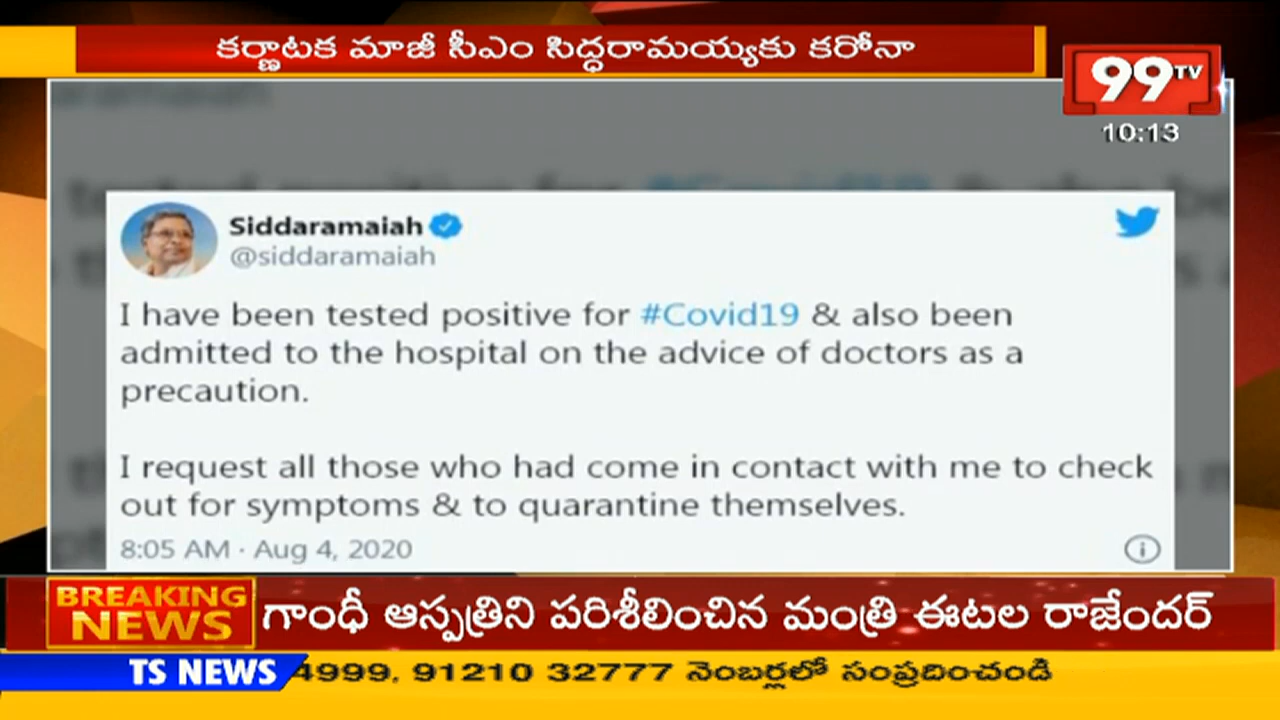 కర్ణాటక మాజీ సీఎం సిద్ధరామయ్యకు కరోనా
99 TV
10:13
Siddaramaiah
@siddaramaiah
I have been tested positive for #Covid19 & also been
admitted to the hospital on the advice of doctors as a
precaution.
I request all those who had come in contact with me to check
out for symptoms & to quarantine themselves.
8:05 AM · Aug 4, 2020
BREAKING
NEWS
గాంధీ ఆస్పత్రిని పరిశీలించిన మంత్రి ఈటల రాజేందర్
TS NEWS
4999, 91210 32777 నెంబర్లలో సంప్రదించండి